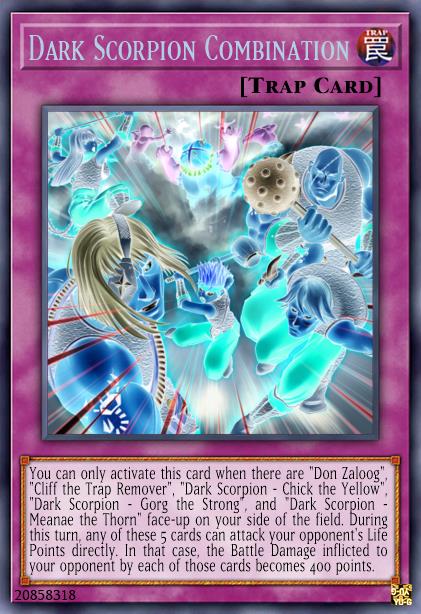 Dark Scorpion Combination
TRAP
罠
[Trap Card]
You can only activate this card when there are "Don Zaloog",
"Cliff the Trap Remover", "Dark Scorpion - Chick the Yellow",
"Dark Scorpion - Gorg the Strong", and "Dark Scorpion -
Meanae the Thorn" face-up on your side of the field. During
this turn, any of these 5 cards can attack your opponent's Life
Points directly. In that case, the Battle Damage inflicted to
your opponent by each of those cards becomes 400 points.
20858318